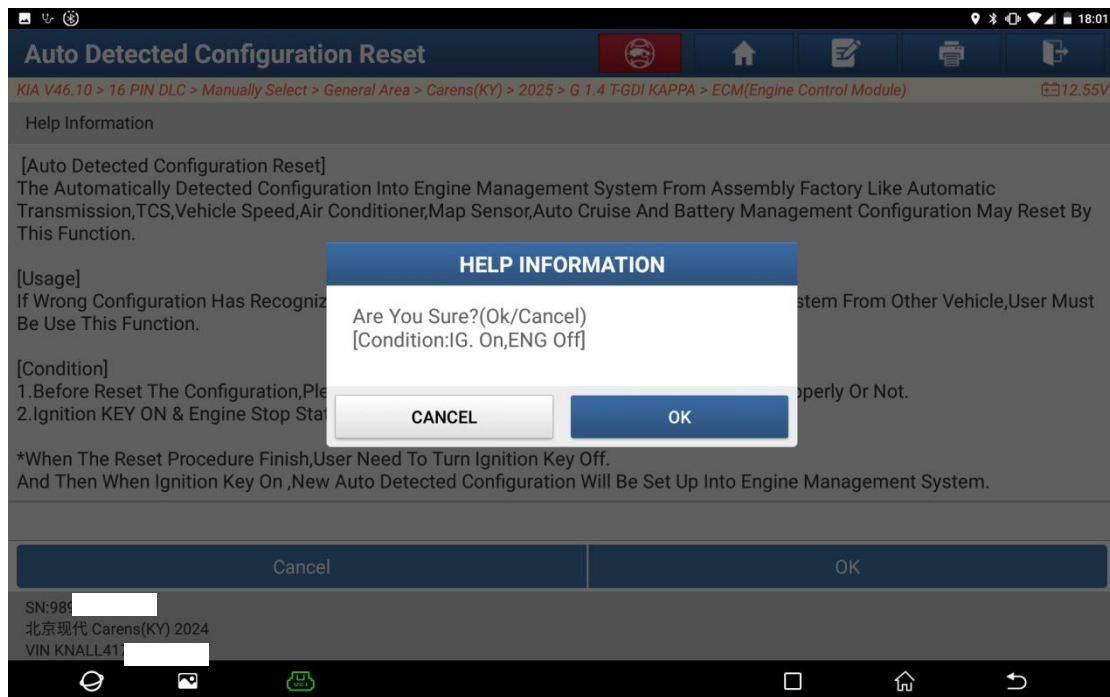 18:01
Auto Detected Configuration Reset
KIA V46.10 > 16 PIN DLC > Manually Select > General Area > Carens(KY) > 2025 > G 1.4 T-GDI KAPPA > ECM(Engine Control Module)
12.55V
Help Information
[Auto Detected Configuration Reset]
The Automatically Detected Configuration Into Engine Management System From Assembly Factory Like Automatic
Transmission,TCS,Vehicle Speed,Air Conditioner,Map Sensor,Auto Cruise And Battery Management Configuration May Reset By
This Function.
HELP INFORMATION
Are You Sure?(Ok/Cancel)
[Condition:IG. On,ENG Off]
CANCEL
OK
[Usage]
If Wrong Configuration Has stem From Other Vehicle,User Must
Be Use This Function.
[Condition]
1.Before Reset The Configuration, Or Not.
2.Ignition KEY ON & Engine Stop
*When The Reset Procedure Finish,User Need To Turn Ignition Key Off.
And Then When Ignition Key On ,New Auto Detected Configuration Will Be Set Up Into Engine Management System.
Cancel
OK
SN:989
北京现代 Carens(KY) 2024
VIN KNALL417
VCI